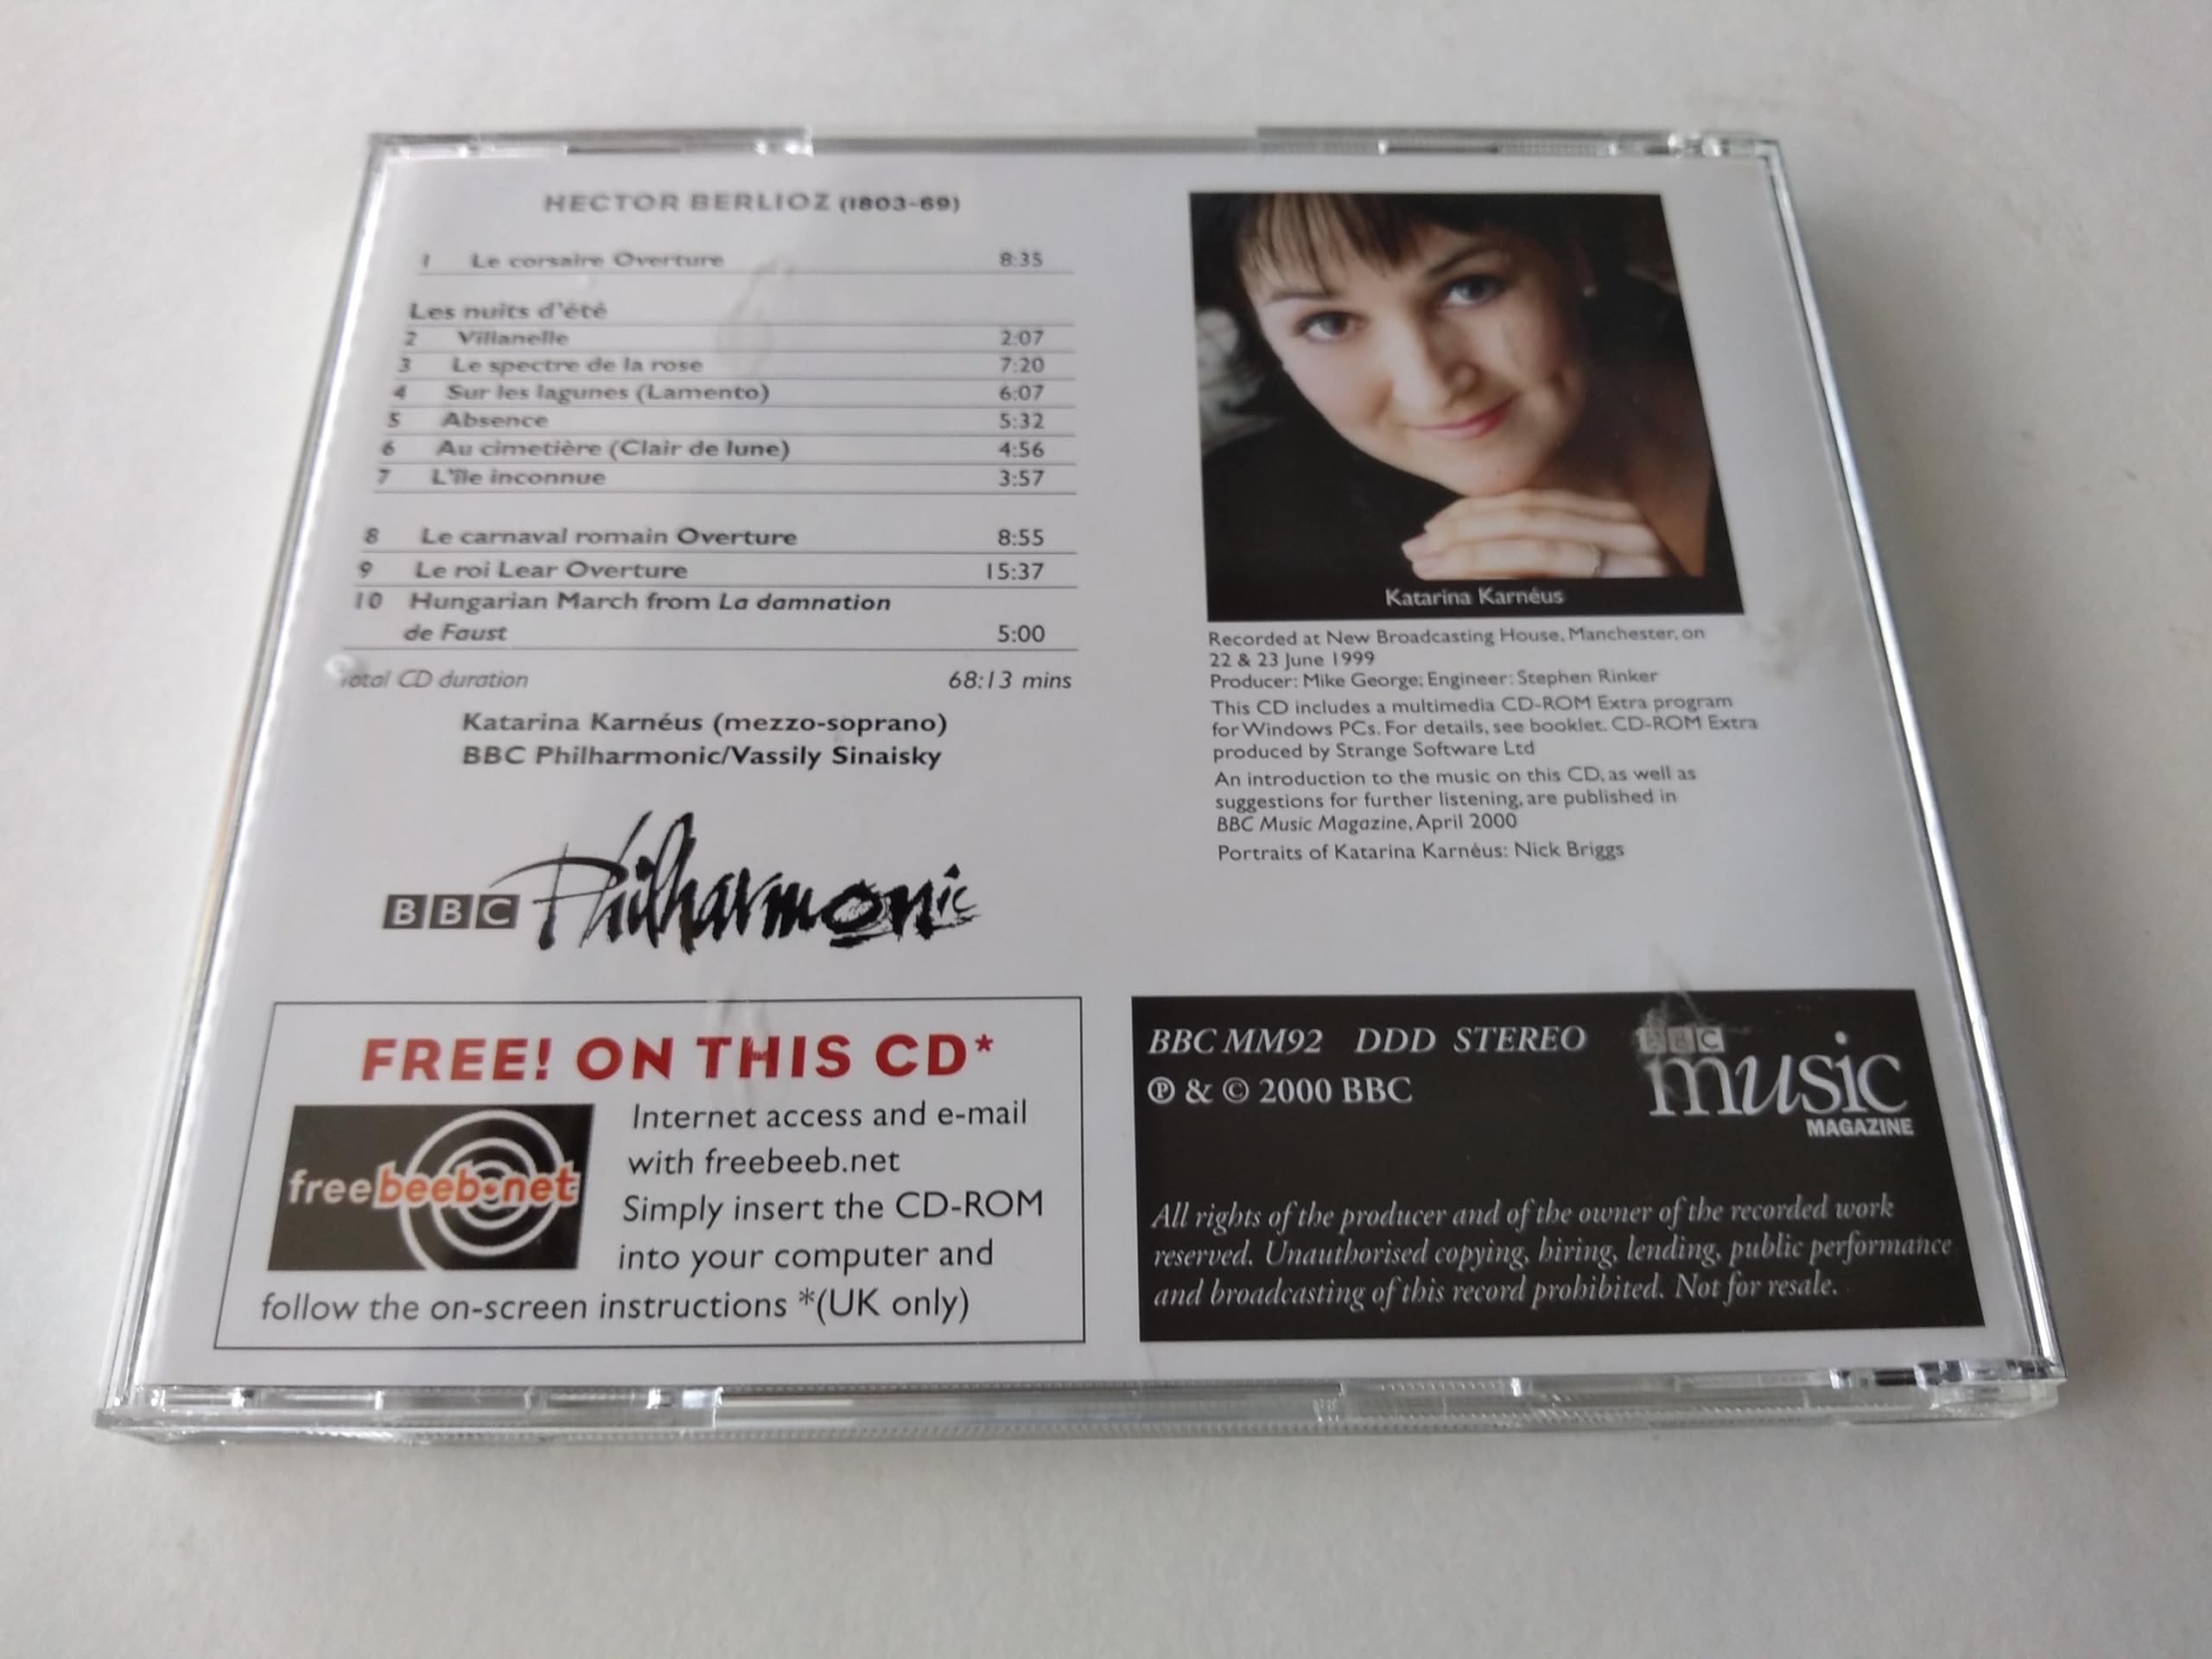 HECTOR BERLIOZ (1803-69)
1 Le corsaire Overture 8:35
Les nuits d'été
2 Villanelle 2:07
3 Le spectre de la rose 7:20
4 Sur les lagunes (Lamento) 6:07
5 Absence 5:32
6 Au cimetière (Clair de lune) 4:56
7 L'île inconnue 3:57
8 Le carnaval romain Overture 8:55
9 Le roi Lear Overture 15:37
10 Hungarian March from La damnation
de Faust 5:00
Total CD duration 68:13 mins
Katarina Karnéus (mezzo-soprano)
BBC Philharmonic/Vassily Sinaisky
BBC Philharmonic
FREE! ON THIS CD*
freebeeb.net
Internet access and e-mail
with freebeeb.net
Simply insert the CD-ROM
into your computer and
follow the on-screen instructions *(UK only)
Katarina Karnéus
Recorded at New Broadcasting House, Manchester, on
22 & 23 June 1999
Producer: Mike George; Engineer: Stephen Rinker
This CD includes a multimedia CD-ROM Extra program
for Windows PCs. For details, see booklet. CD-ROM Extra
produced by Strange Software Ltd
An introduction to the music on this CD, as well as
suggestions for further listening, are published in
BBC Music Magazine, April 2000
Portraits of Katarina Karnéus: Nick Briggs
BBC MM92 DDD STEREO
℗ & © 2000 BBC
BBC
music
MAGAZINE
All rights of the producer and of the owner of the recorded work
reserved. Unauthorised copying, hiring, lending, public performance
and broadcasting of this record prohibited. Not for resale.